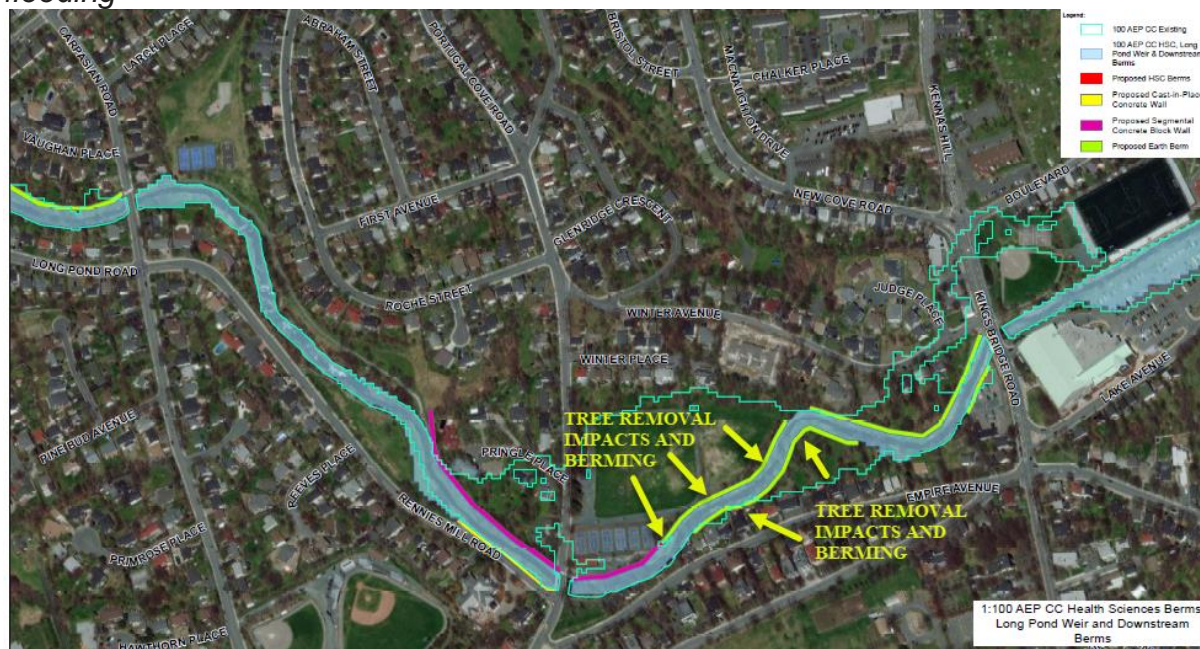 flooding
CARPASIAN ROAD
LARCH PLACE
ABRAHAM STREET
PORTUGAL COVE ROAD
BRISTOL STREET
MACNAUGHTON DRIVE
CHALKER PLACE
KENNAS HILL
Legend:
100 AEP CC Existing
100 AEP CC HSC, Long
Pond Weir & Downstream
Berms
Proposed HSC Berms
Proposed Cast-in-Place
Concrete Wall
Proposed Segmental
Concrete Block Wall
Proposed Earth Berm
VAUGHAN PLACE
FIRST AVENUE
GLENRIDGE CRESCENT
NEW COVE ROAD
BOULEVARD
LONG POND ROAD
ROCHE STREET
WINTER AVENUE
JUDGE PLACE
KINGS BRIDGE ROAD
WINTER PLACE
LAKE AVENUE
PINE BUD AVENUE
REEVES PLACE
PRINGLE PLACE
TREE REMOVAL
IMPACTS AND
BERMING
RENNIES MILL ROAD
EMPIRE AVENUE
TREE REMOVAL
IMPACTS AND
BERMING
PRIMROSE PLACE
HAWTHORN PLACE
1:100 AEP CC Health Sciences Berms
Long Pond Weir and Downstream
Berms